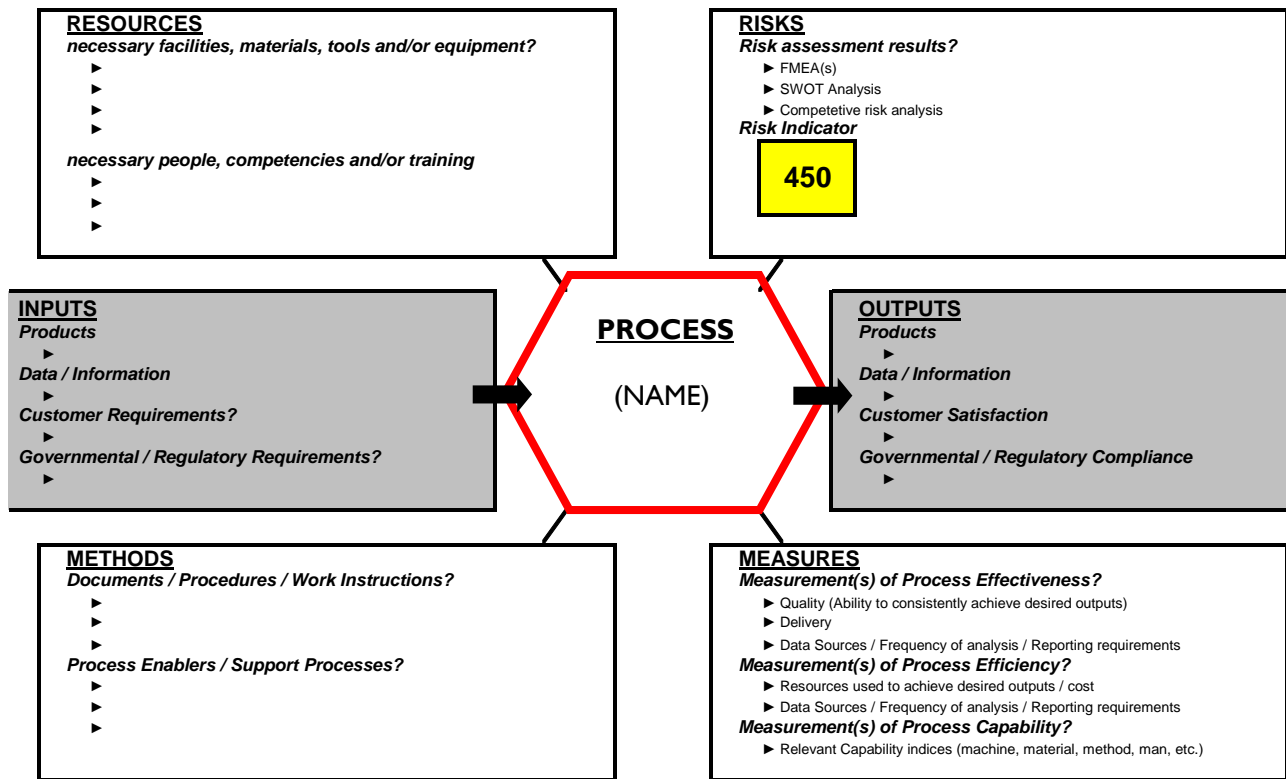 RESOURCES
necessary facilities, materials, tools and/or equipment?
►
►
►
►
necessary people, competencies and/or training
►
►
►
RISKS
Risk assessment results?
► FMEA(s)
► SWOT Analysis
► Competetive risk analysis
Risk Indicator
450
INPUTS
Products
►
Data / Information
►
Customer Requirements?
►
Governmental / Regulatory Requirements?
►
PROCESS
(NAME)
OUTPUTS
Products
►
Data / Information
►
Customer Satisfaction
►
Governmental / Regulatory Compliance
►
METHODS
Documents / Procedures / Work Instructions?
►
►
►
Process Enablers / Support Processes?
►
►
►
MEASURES
Measurement(s) of Process Effectiveness?
► Quality (Ability to consistently achieve desired outputs)
► Delivery
► Data Sources / Frequency of analysis / Reporting requirements
Measurement(s) of Process Efficiency?
► Resources used to achieve desired outputs / cost
► Data Sources / Frequency of analysis / Reporting requirements
Measurement(s) of Process Capability?
► Relevant Capability indices (machine, material, method, man, etc.)